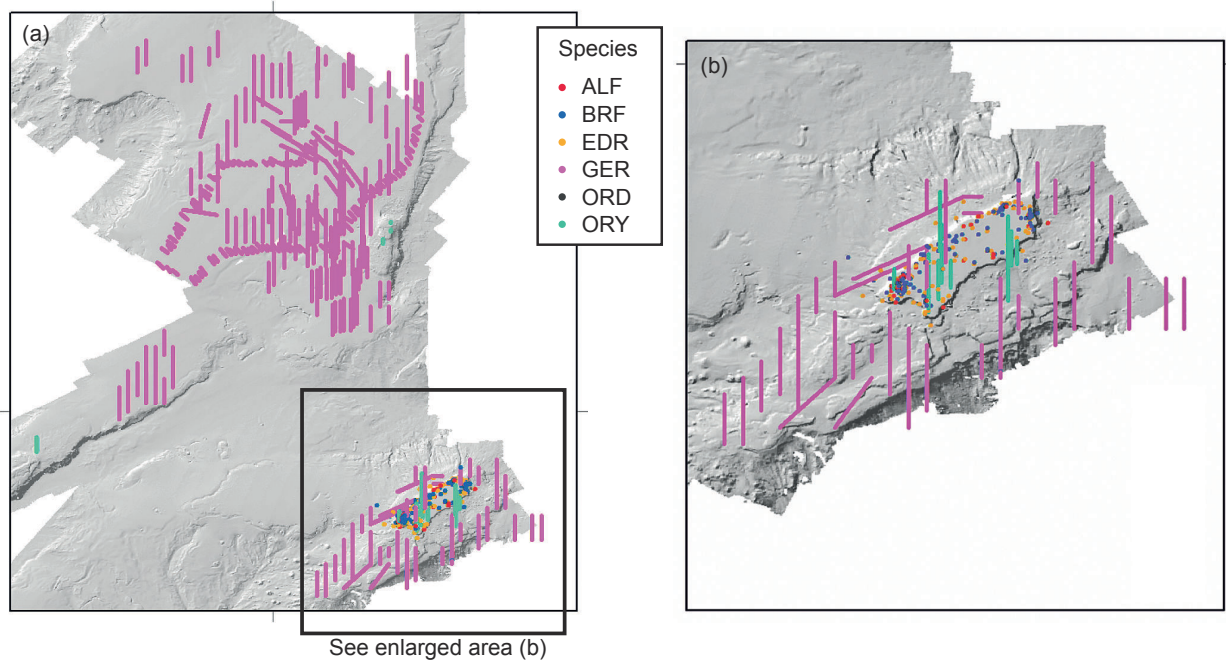 (a)
Species
ALF
BRF
EDR
GER
ORD
ORY
(b)
See enlarged area (b)